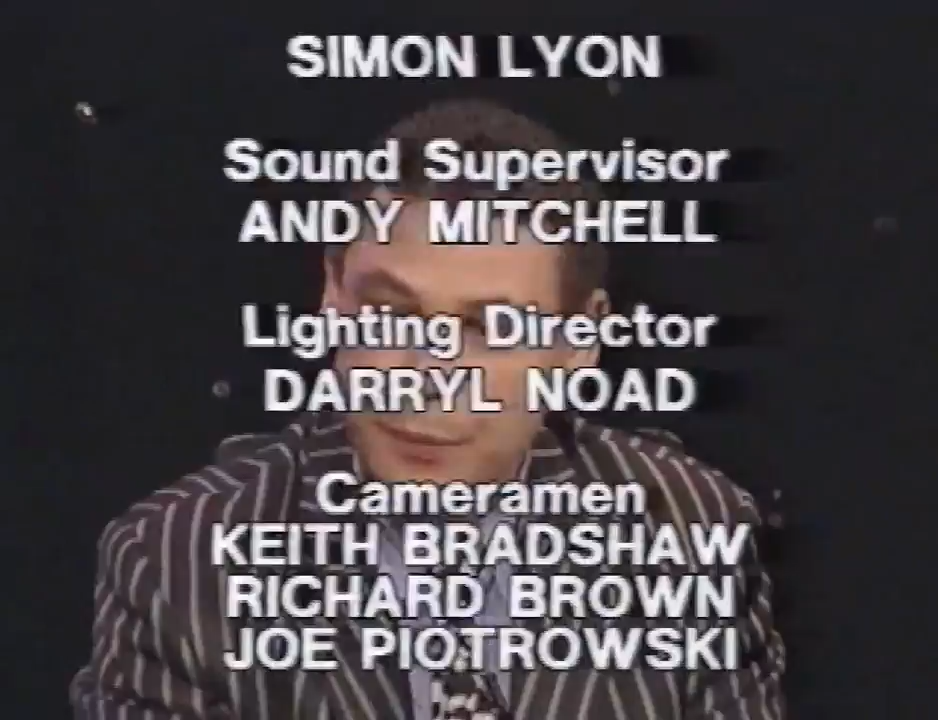 SIMON LYON
Sound Supervisor
ANDY MITCHELL
Lighting Director
DARRYL NOAD
Cameramen
KEITH BRADSHAW
RICHARD BROWN
JOE PIOTROWSKI